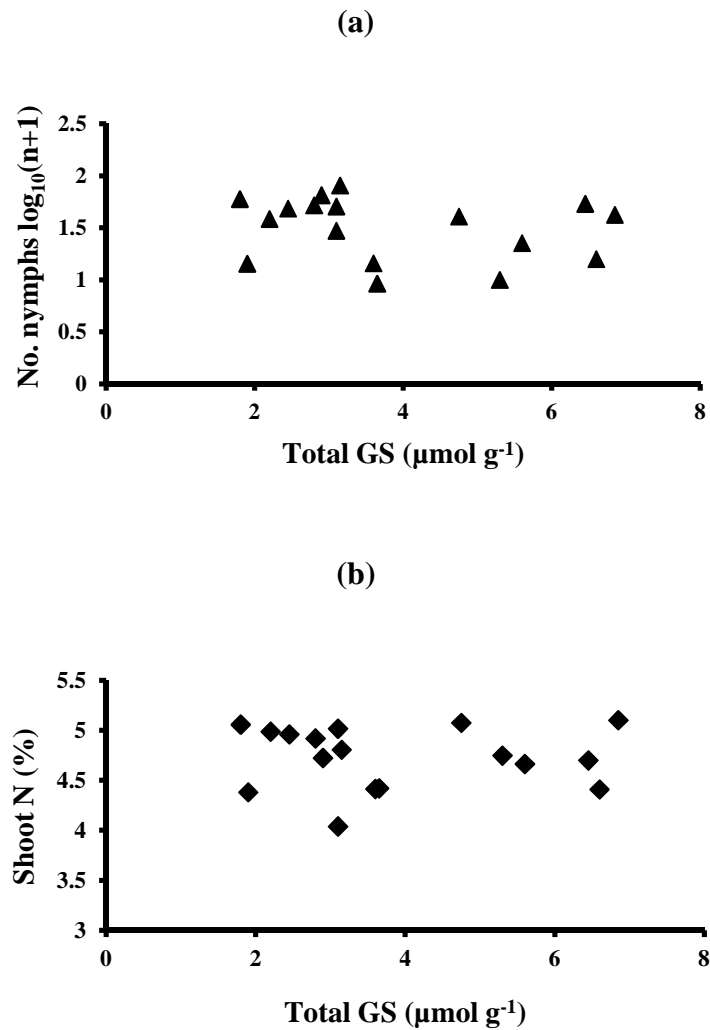 (a)
No. nymphs log₁₀(n+1)
2.5
2
1.5
1
0.5
0
0 2 4 6 8
Total GS (µmol g⁻¹)
(b)
Shoot N (%)
5.5
5
4.5
4
3.5
3
0 2 4 6 8
Total GS (µmol g⁻¹)